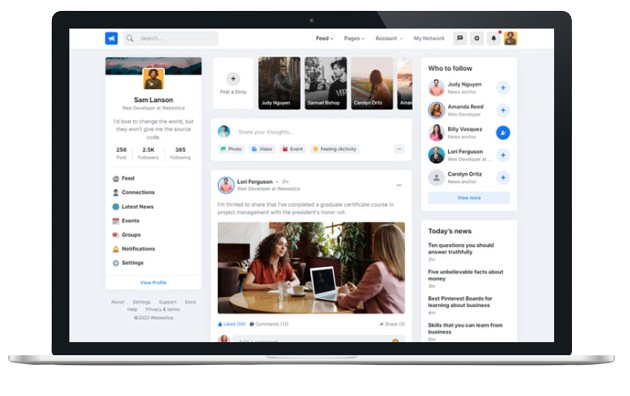 Search...
Feed
Pages
Account
My Network
Sam Lanson
Web Developer at Webestica
I'd love to change the world, but
they won't give me the source
code.
256
2.5K
365
Post
Followers
Following
Feed
Connections
Latest News
Events
Groups
Notifications
Settings
View Profile
About Settings Support Docs
Help Privacy & terms
©2022 Webestica
Post a Story
Judy Nguyen
Samuel Bishop
Carolyn Ortiz
Share your thoughts...
Photo
Video
Event
Feeling /Activity
Lori Ferguson • 2hr
Web Developer at Webestica
I'm thrilled to share that I've completed a graduate certificate course in
project management with the president's honor roll.
Liked (56)
Comments (12)
Share (3)
Who to follow
Judy Nguyen
News anchor
Amanda Reed
Web Developer
Billy Vasquez
News anchor
Lori Ferguson
Web Developer at ...
Carolyn Ortiz
News anchor
View more
Today's news
Ten questions you should
answer truthfully
2hr
Five unbelievable facts about
money
3hr
Best Pinterest Boards for
learning about business
Skills that you can learn from
business